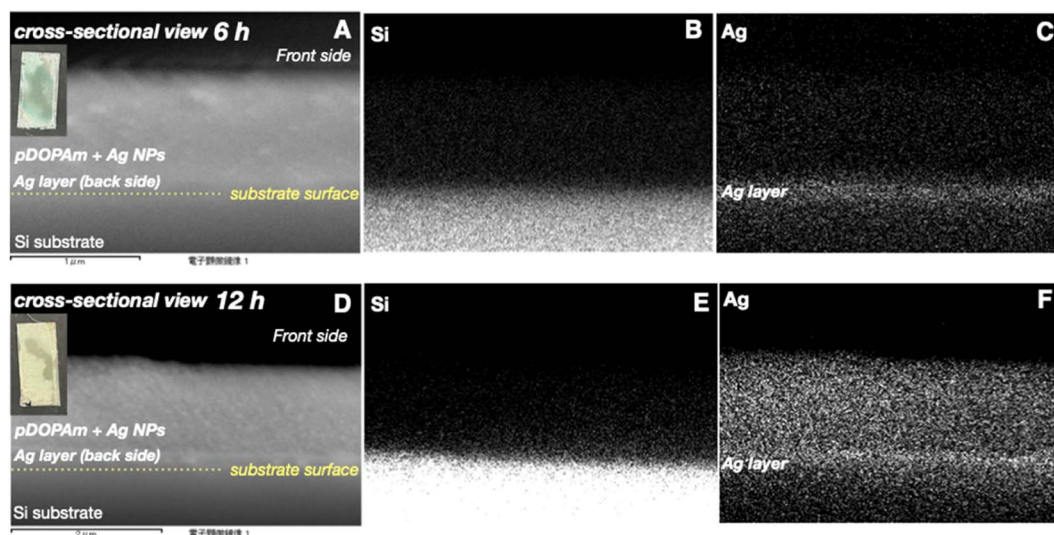 cross-sectional view 6 h A
Front side
pDOPAm + Ag NPs
Ag layer (back side)
substrate surface
Si substrate
1μm 電子顕微鏡像 1
Si B
Ag C
Ag layer
cross-sectional view 12 h D
Front side
pDOPAm + Ag NPs
Ag layer (back side)
substrate surface
Si substrate
2μm 電子顕微鏡像 1
Si E
Ag F
Ag layer